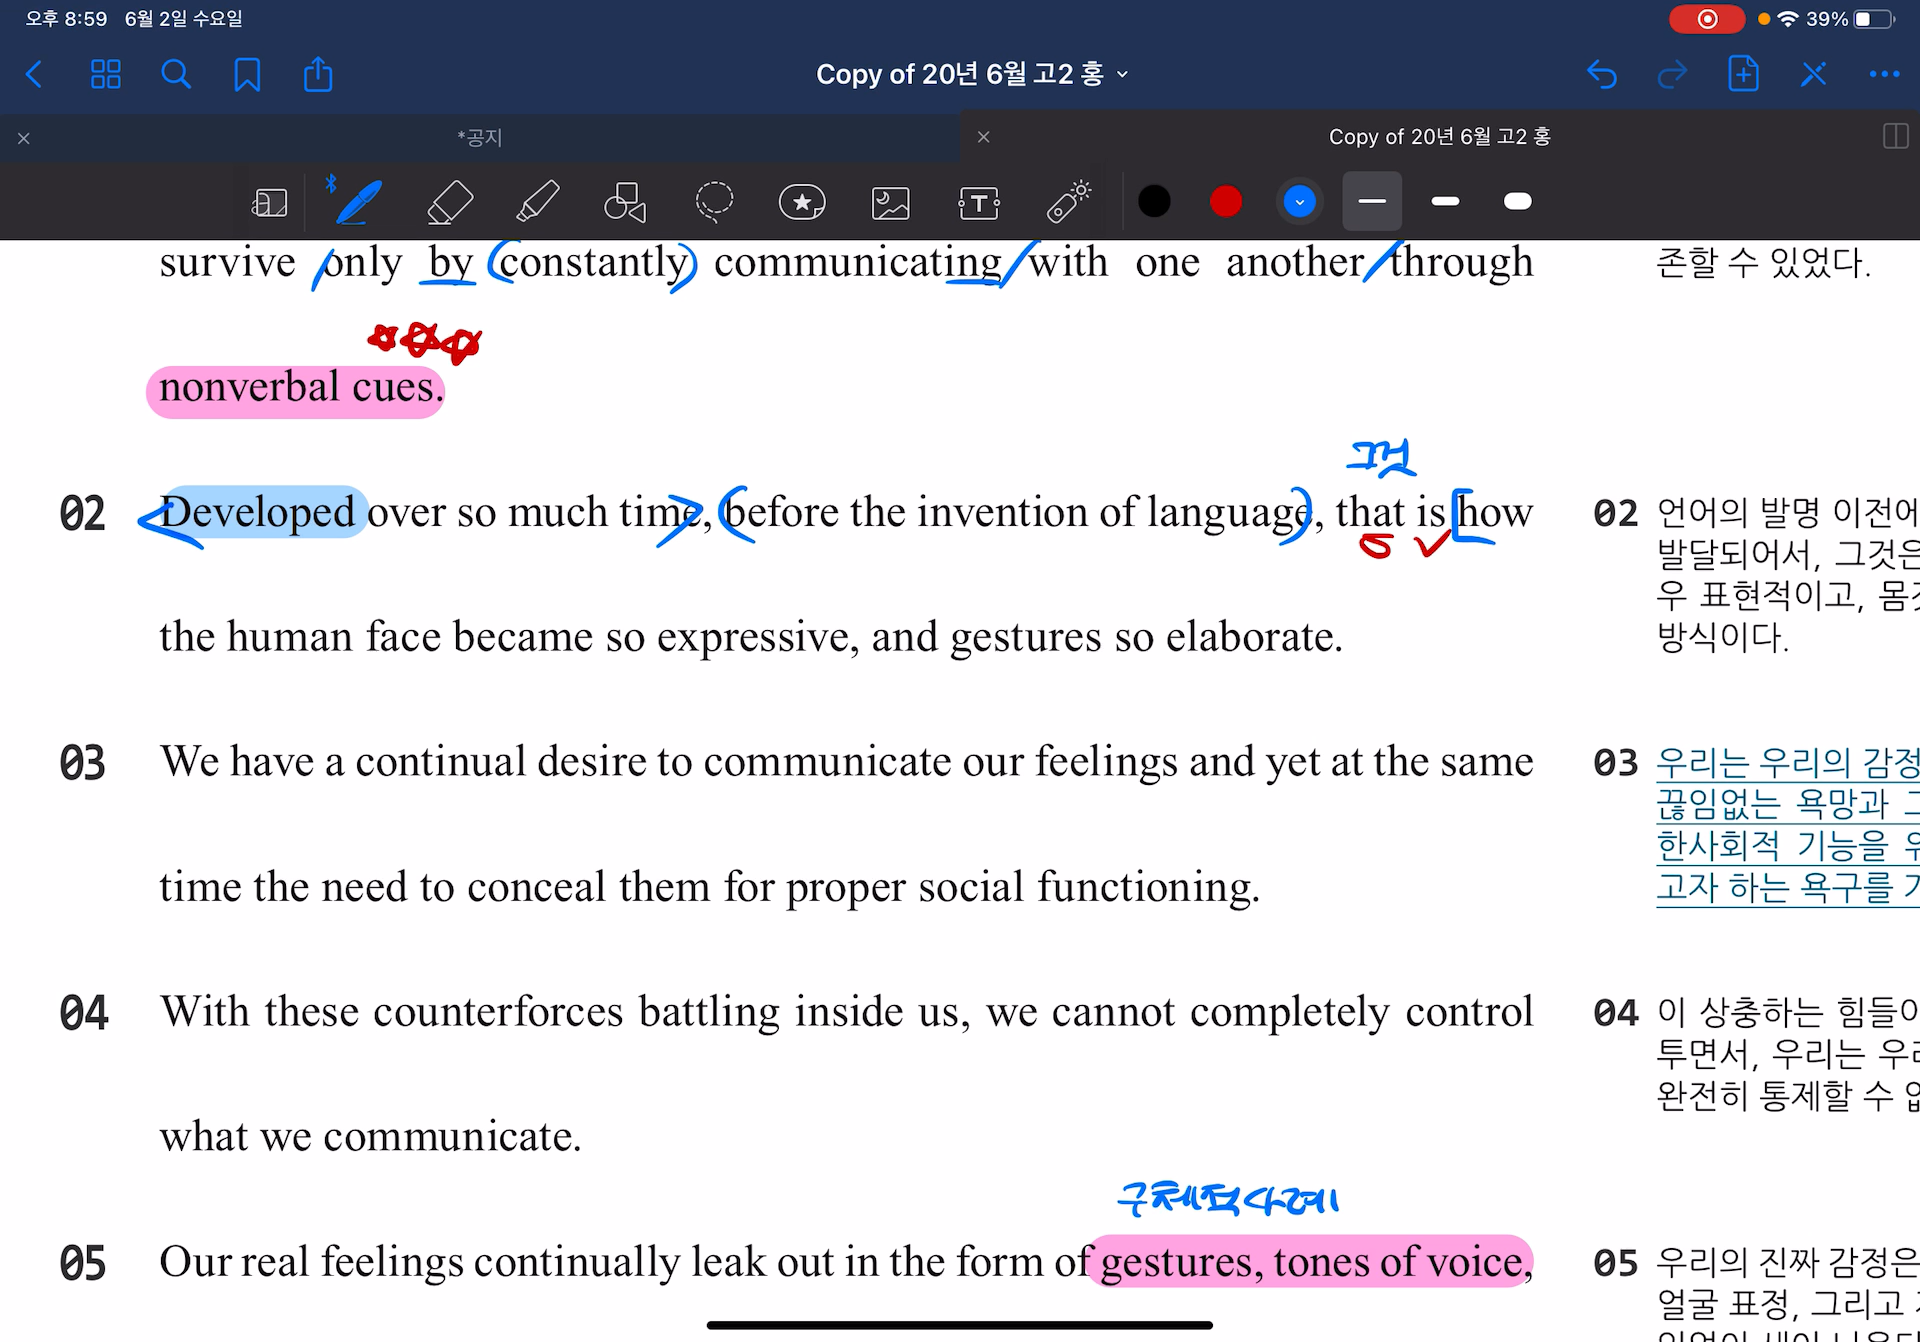 오후 8:59 6월 2일 수요일
39%
Copy of 20년 6월 고2 홍
*공지
Copy of 20년 6월 고2 홍
T
survive only by constantly communicating with one another through
존할 수 있었다.
nonverbal cues.
그것
02 Developed over so much time, before the invention of language, that is how
S V
the human face became so expressive, and gestures so elaborate.
02 언어의 발명 이전에
발달되어서, 그것은
우 표현적이고, 몸짓
방식이다.
03 We have a continual desire to communicate our feelings and yet at the same
time the need to conceal them for proper social functioning.
03 우리는 우리의 감정
끊임없는 욕망과 그
한사회적 기능을 위
고자 하는 욕구를 가
04 With these counterforces battling inside us, we cannot completely control
what we communicate.
04 이 상충하는 힘들이
투면서, 우리는 우리
완전히 통제할 수 없
구체적 사례
05 Our real feelings continually leak out in the form of gestures, tones of voice,
05 우리의 진짜 감정은
얼굴 표정, 그리고